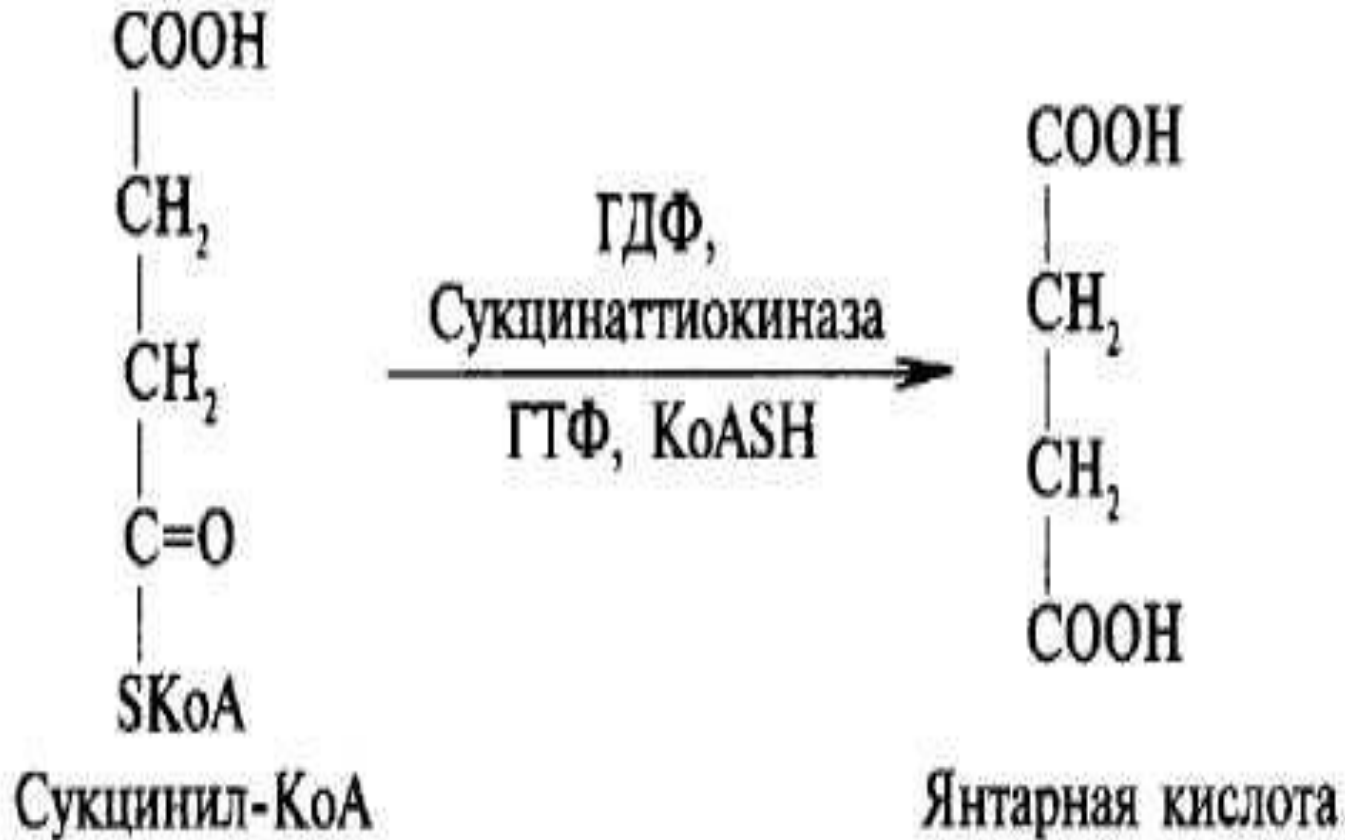 COOH
CH₂
CH₂
C=O
SKoA
Сукцинил-КоА
ГДФ,
Сукцинаттиокиназа
ГТФ, KoASH
COOH
CH₂
CH₂
COOH
Янтарная кислота